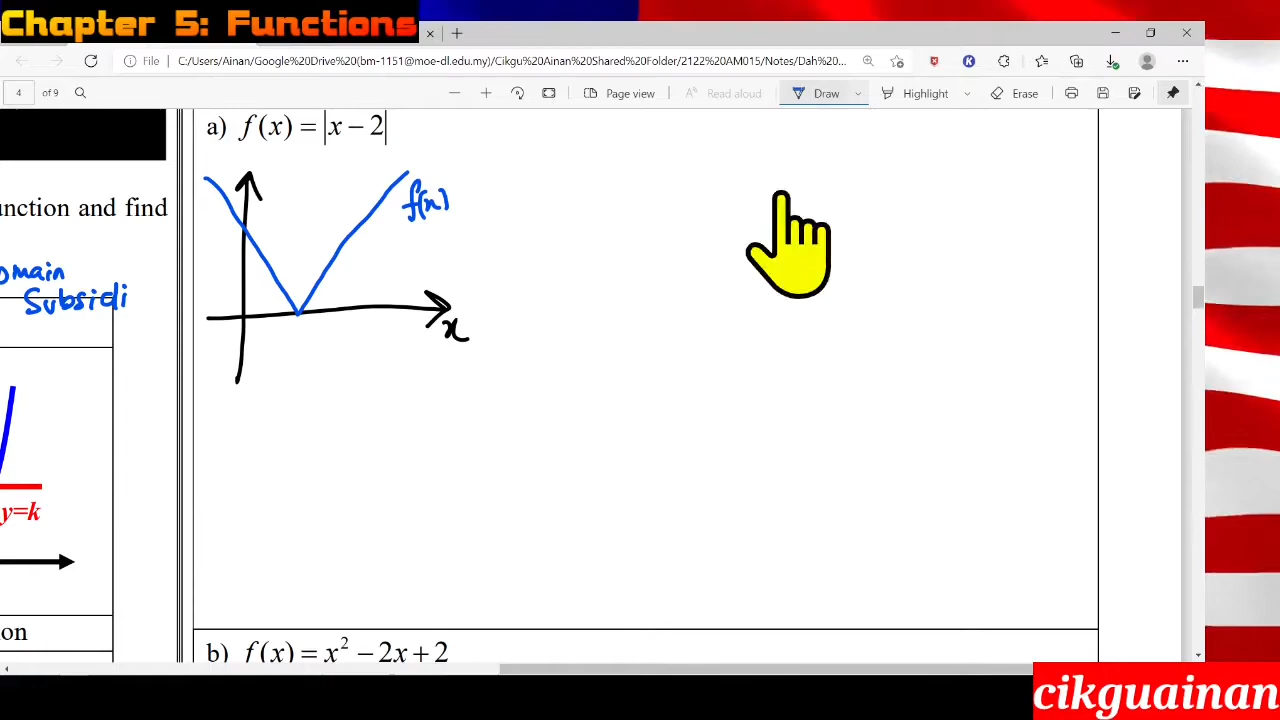 Chapter 5: Functions
File
C:/Users/Ainan/Google%20Drive%20(bm-1151@moe-dl.edu.my)/Cikgu%20Ainan%20Shared%20Folder/2122%20AM015/Notes/Dah%20...
4 of 9
Page view
Read aloud
Draw
Highlight
Erase
a) f(x) = |x − 2|
unction and find
omain
Subsidi
f(x)
x
y=k
on
b) f(x) = x² − 2x + 2
cikguainan